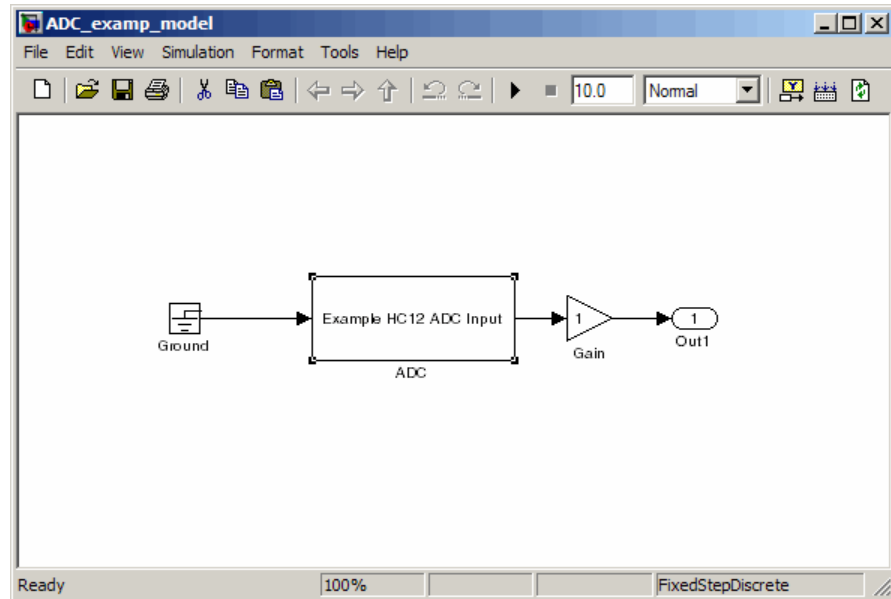 ADC_examp_model
File Edit View Simulation Format Tools Help
10.0 Normal
Example HC12 ADC Input
1
1
Ground
Gain
Out1
ADC
Ready 100% FixedStepDiscrete